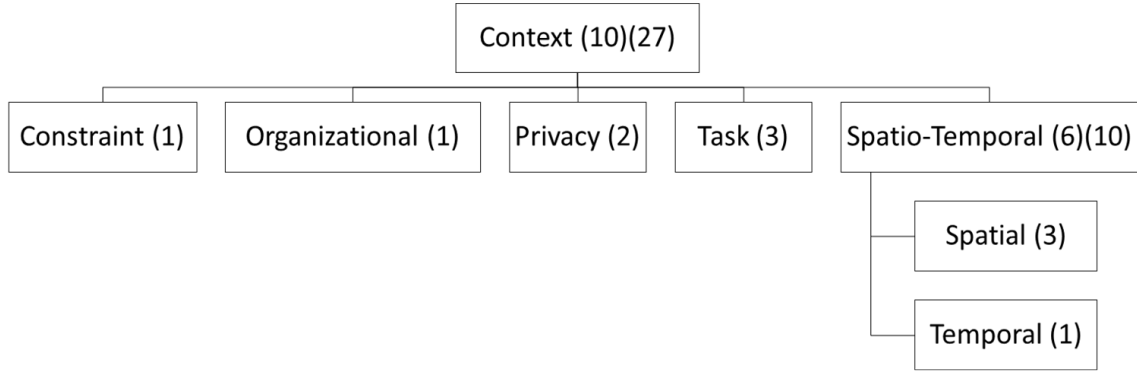 Context (10)(27)
Constraint (1)
Organizational (1)
Privacy (2)
Task (3)
Spatio-Temporal (6)(10)
Spatial (3)
Temporal (1)